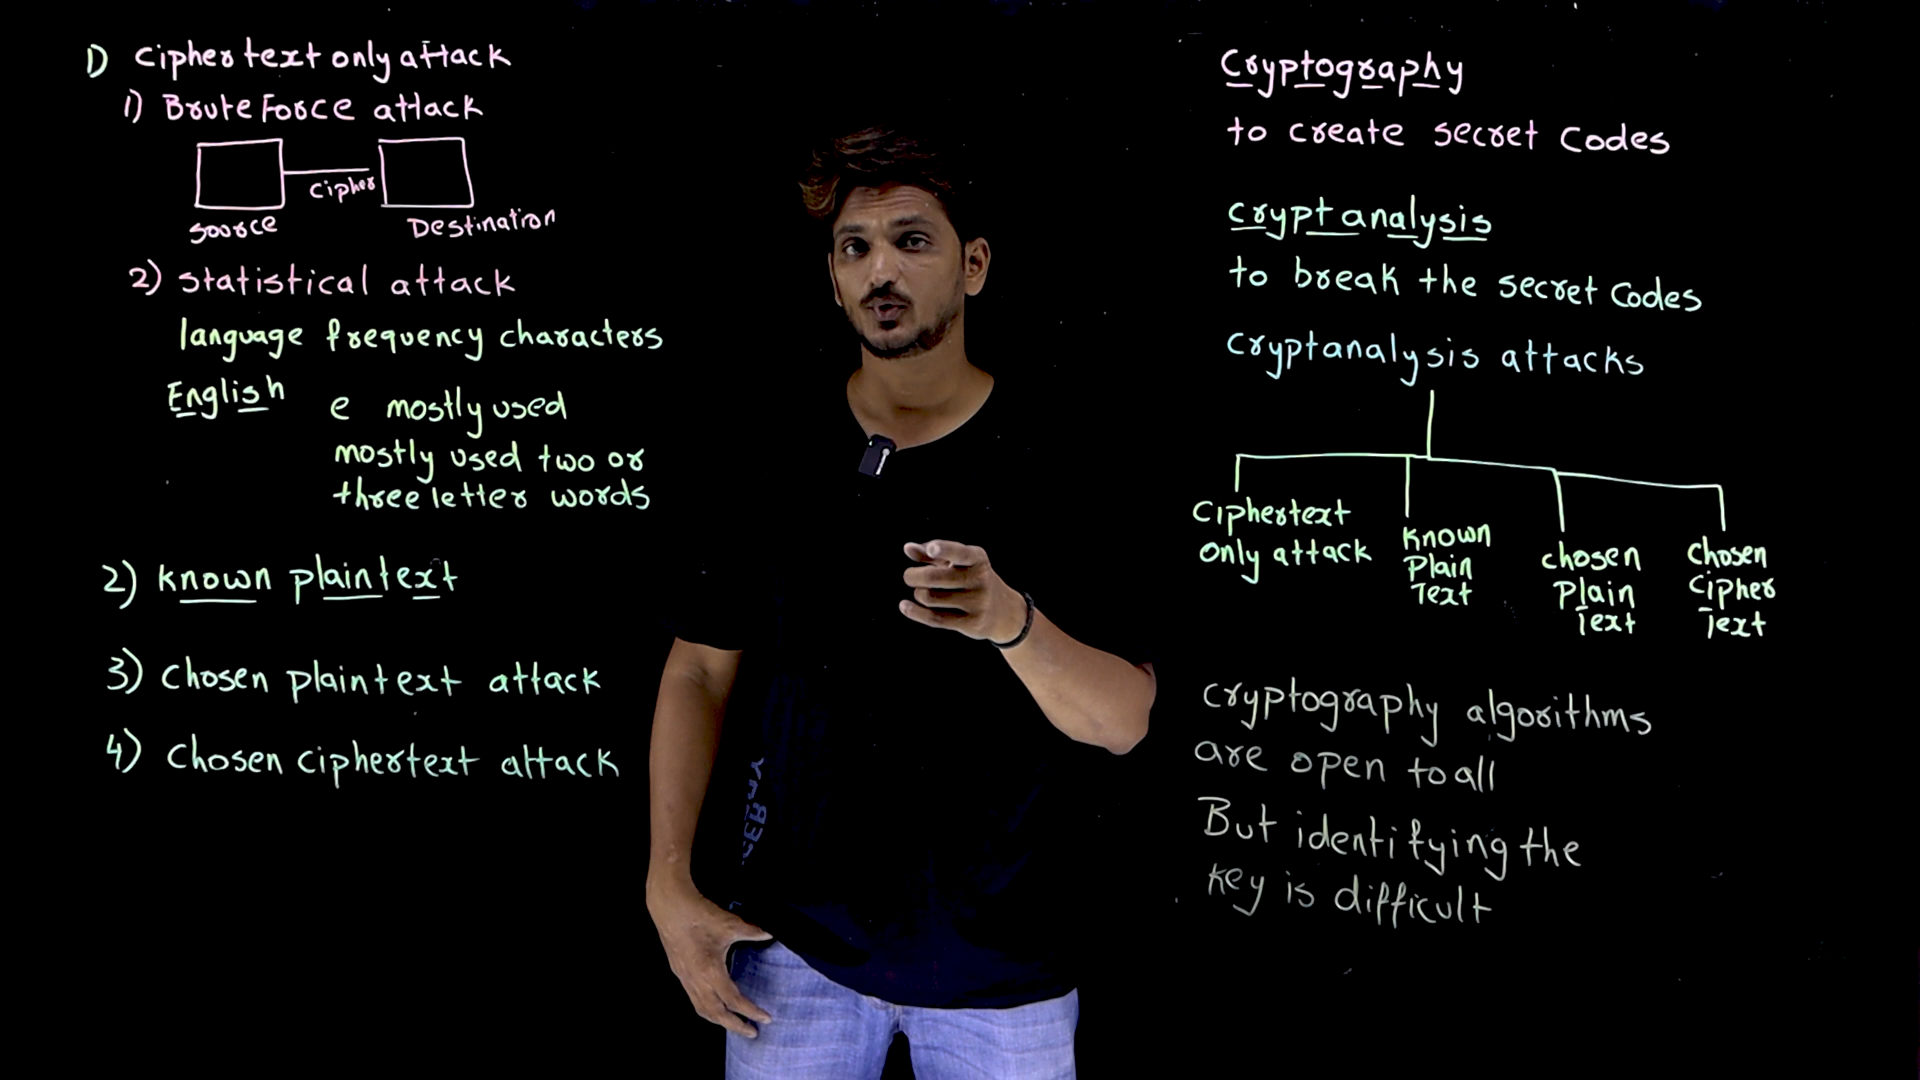 1) Ciphertext only attack
1) Brute Force attack
Cipher
Source
Destination
2) statistical attack
language frequency characters
English
e mostly used
mostly used two or
three letter words
2) known plaintext
3) chosen plaintext attack
4) chosen ciphertext attack
Cryptography
to create secret codes
cryptanalysis
to break the secret codes
cryptanalysis attacks
Ciphertext
only attack
Known
Plain
Text
chosen
Plain
Text
Chosen
Cipher
Text
cryptography algorithms
are open to all
But identifying the
key is difficult